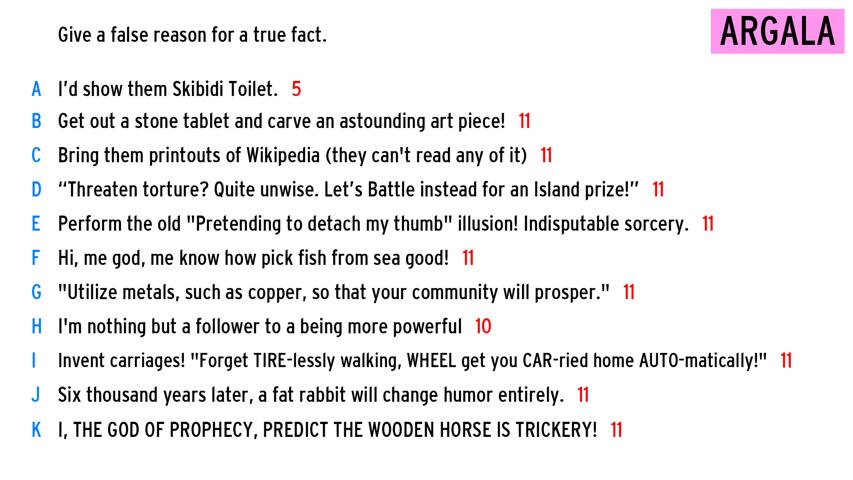 Give a false reason for a true fact.
ARGALA
A I'd show them Skibidi Toilet. 5
B Get out a stone tablet and carve an astounding art piece! 11
C Bring them printouts of Wikipedia (they can't read any of it) 11
D “Threaten torture? Quite unwise. Let's Battle instead for an Island prize!” 11
E Perform the old "Pretending to detach my thumb" illusion! Indisputable sorcery. 11
F Hi, me god, me know how pick fish from sea good! 11
G "Utilize metals, such as copper, so that your community will prosper." 11
H I'm nothing but a follower to a being more powerful 10
I Invent carriages! "Forget TIRE-lessly walking, WHEEL get you CAR-ried home AUTO-matically!" 11
J Six thousand years later, a fat rabbit will change humor entirely. 11
K I, THE GOD OF PROPHECY, PREDICT THE WOODEN HORSE IS TRICKERY! 11